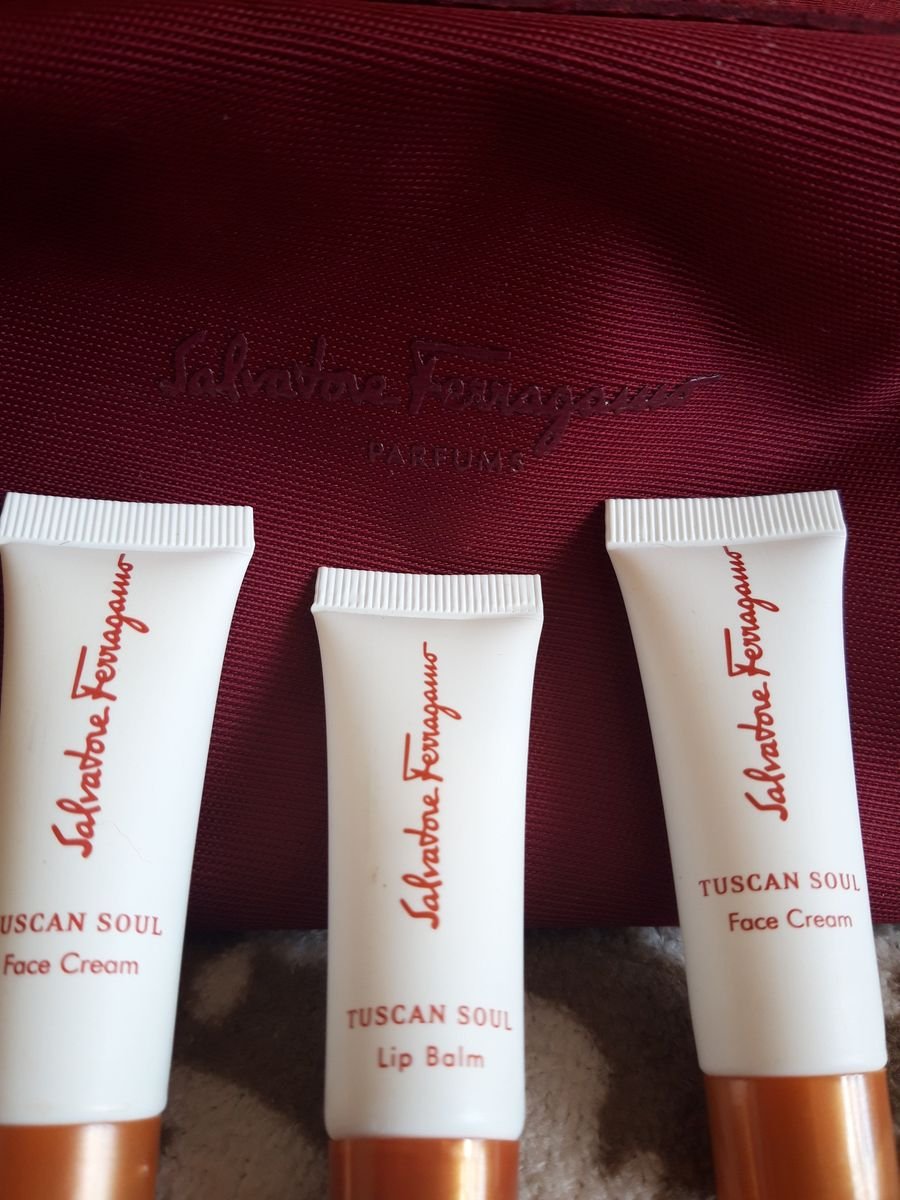 Salvatore Ferragamo
PARFUMS
Salvatore Ferragamo
TUSCAN SOUL
Face Cream
Salvatore Ferragamo
TUSCAN SOUL
Lip Balm
Salvatore Ferragamo
TUSCAN SOUL
Face Cream